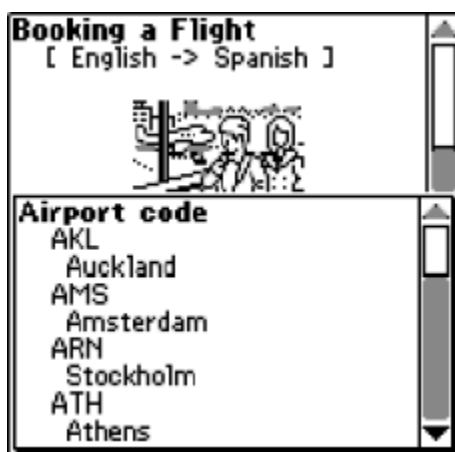 Booking a Flight
[ English -> Spanish ]
Airport code
AKL
Auckland
AMS
Amsterdam
ARN
Stockholm
ATH
Athens